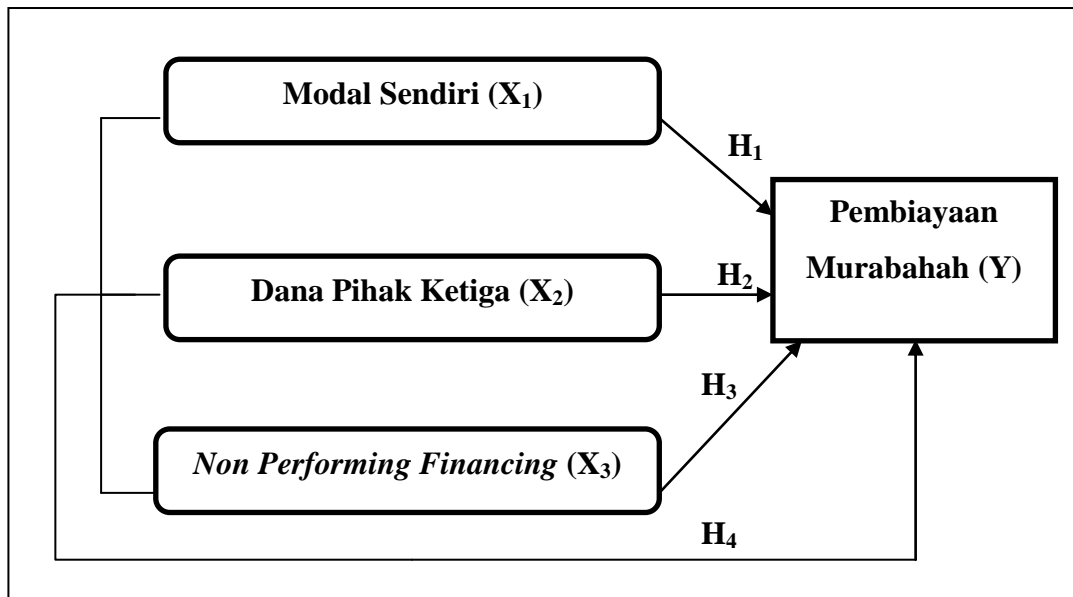 Modal Sendiri (X₁)
H₁
Pembiayaan
Murabahah (Y)
Dana Pihak Ketiga (X₂)
H₂
H₃
Non Performing Financing (X₃)
H₄